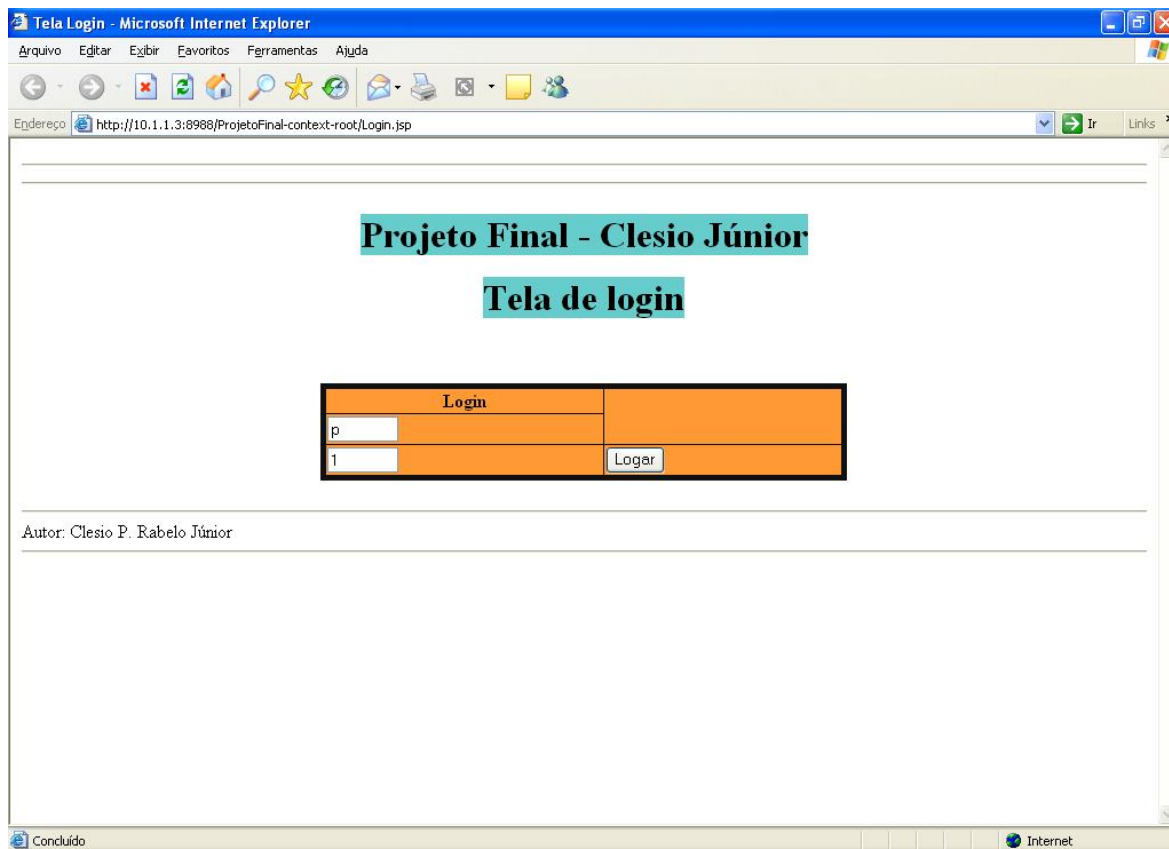 Tela Login - Microsoft Internet Explorer
Arquivo Editar Exibir Favoritos Ferramentas Ajuda
Endereço http://10.1.1.3:8988/ProjetoFinal-context-root/Login.jsp Ir Links
Projeto Final - Clesio Júnior
Tela de login
Login
p
1 Logar
Autor: Clesio P. Rabelo Júnior
Concluído Internet